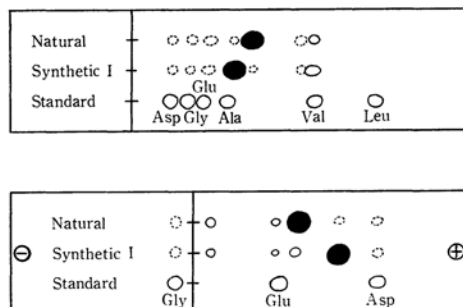 Natural
Synthetic I
Glu
Standard
Asp Gly Ala Val Leu
Natural
⊖ Synthetic I ⊕
Standard
Gly Glu Asp